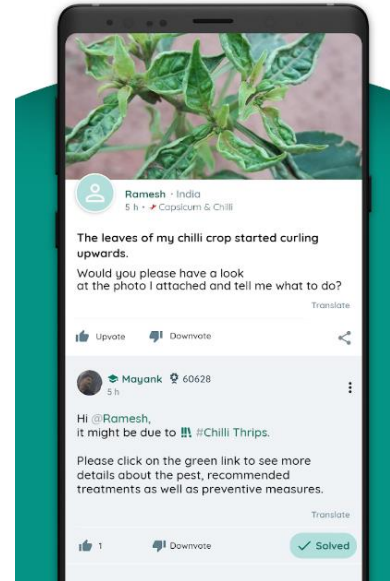 Ramesh · India
5 h · Capsicum & Chilli
The leaves of my chilli crop started curling
upwards.
Would you please have a look
at the photo I attached and tell me what to do?
Translate
Upvote Downvote
Mayank 60628
5 h
Hi @Ramesh,
it might be due to #Chilli Thrips.
Please click on the green link to see more
details about the pest, recommended
treatments as well as preventive measures.
Translate
1 Downvote Solved